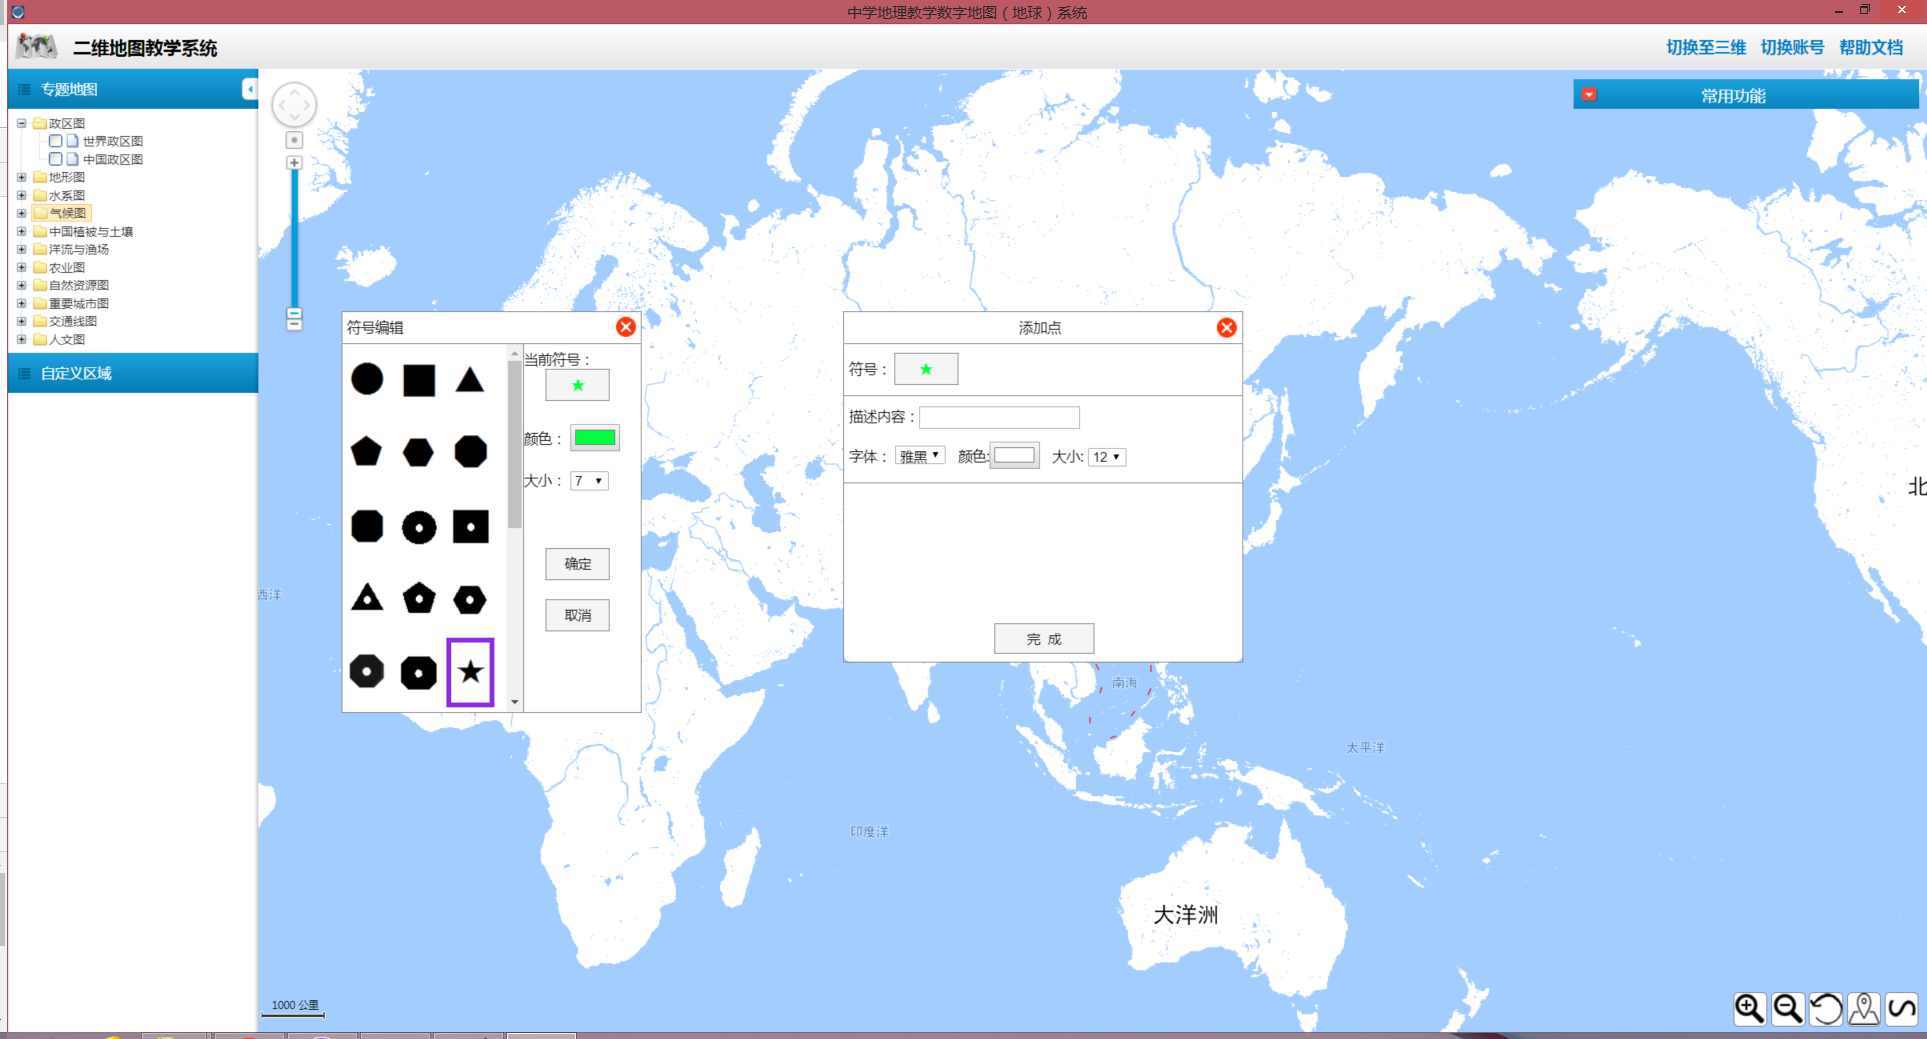 中学地理教学数字地图（地球）系统
二维地图教学系统
切换至三维 切换账号 帮助文档
专题地图
常用功能
政区图
世界政区图
中国政区图
地形图
水系图
气候图
中国植被与土壤
洋流与渔场
农业图
自然资源图
重要城市图
交通线图
人文图
自定义区域
符号编辑
当前符号：
颜色：
大小： 7
确定
取消
添加点
符号：
描述内容：
字体： 雅黑 颜色: 大小: 12
完 成
北
西洋
南海
太平洋
印度洋
大洋洲
1000 公里